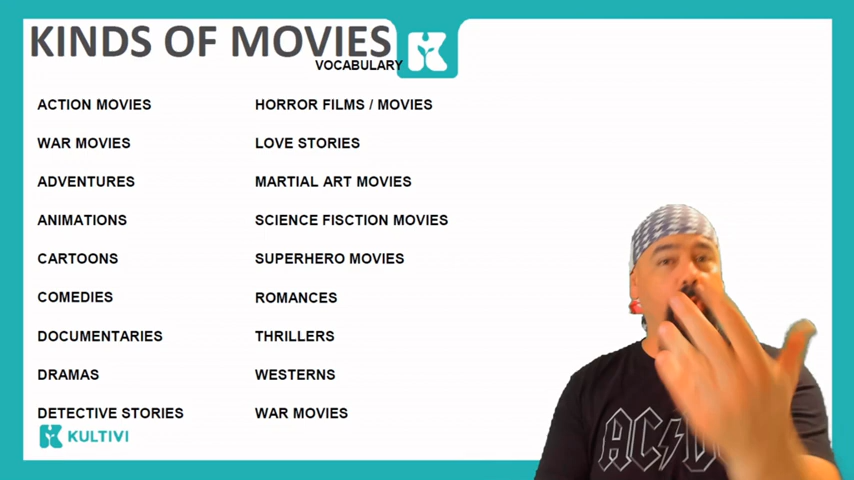 KINDS OF MOVIES
VOCABULARY
ACTION MOVIES
WAR MOVIES
ADVENTURES
ANIMATIONS
CARTOONS
COMEDIES
DOCUMENTARIES
DRAMAS
DETECTIVE STORIES
HORROR FILMS / MOVIES
LOVE STORIES
MARTIAL ART MOVIES
SCIENCE FISCTION MOVIES
SUPERHERO MOVIES
ROMANCES
THRILLERS
WESTERNS
WAR MOVIES
KULTIVI
AC/D